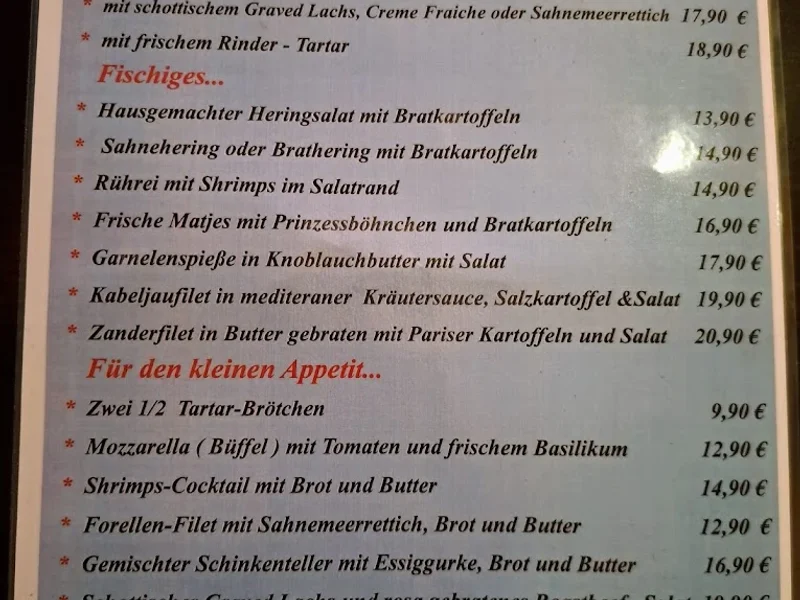 * mit schottischem Graved Lachs, Creme Fraiche oder Sahnemeerrettich 17,90 €
* mit frischem Rinder - Tartar 18,90 €
Fischiges...
* Hausgemachter Heringsalat mit Bratkartoffeln 13,90 €
* Sahnehering oder Brathering mit Bratkartoffeln 14,90 €
* Rührei mit Shrimps im Salatrand 14,90 €
* Frische Matjes mit Prinzessböhnchen und Bratkartoffeln 16,90 €
* Garnelenspieße in Knoblauchbutter mit Salat 17,90 €
* Kabeljaufilet in mediteraner Kräutersauce, Salzkartoffel &Salat 19,90 €
* Zanderfilet in Butter gebraten mit Pariser Kartoffeln und Salat 20,90 €
Für den kleinen Appetit...
* Zwei 1/2 Tartar-Brötchen 9,90 €
* Mozzarella ( Büffel ) mit Tomaten und frischem Basilikum 12,90 €
* Shrimps-Cocktail mit Brot und Butter 14,90 €
* Forellen-Filet mit Sahnemeerrettich, Brot und Butter 12,90 €
* Gemischter Schinkenteller mit Essiggurke, Brot und Butter 16,90 €
* Schottischer Graved Lachs und rosa gebratenes